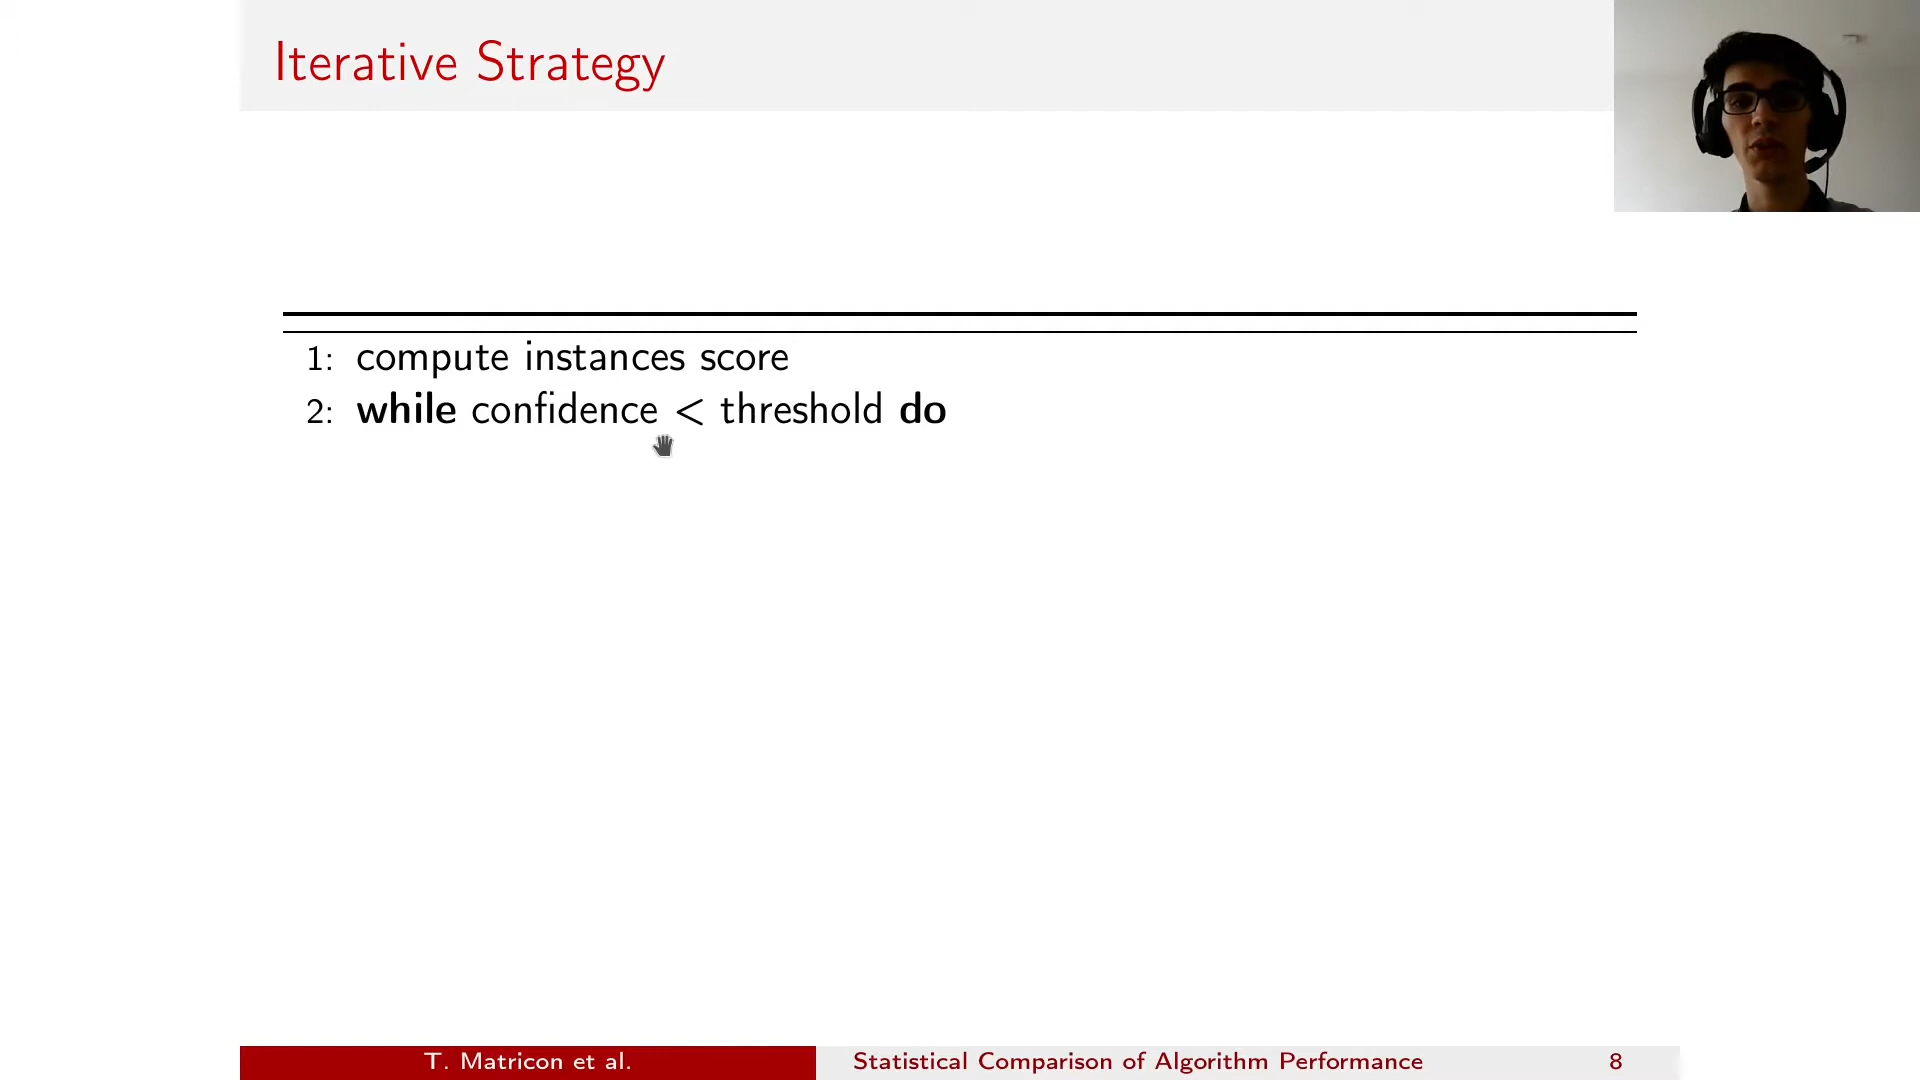 Iterative Strategy
1: compute instances score
2: while confidence < threshold do
T. Matricon et al.
Statistical Comparison of Algorithm Performance
8